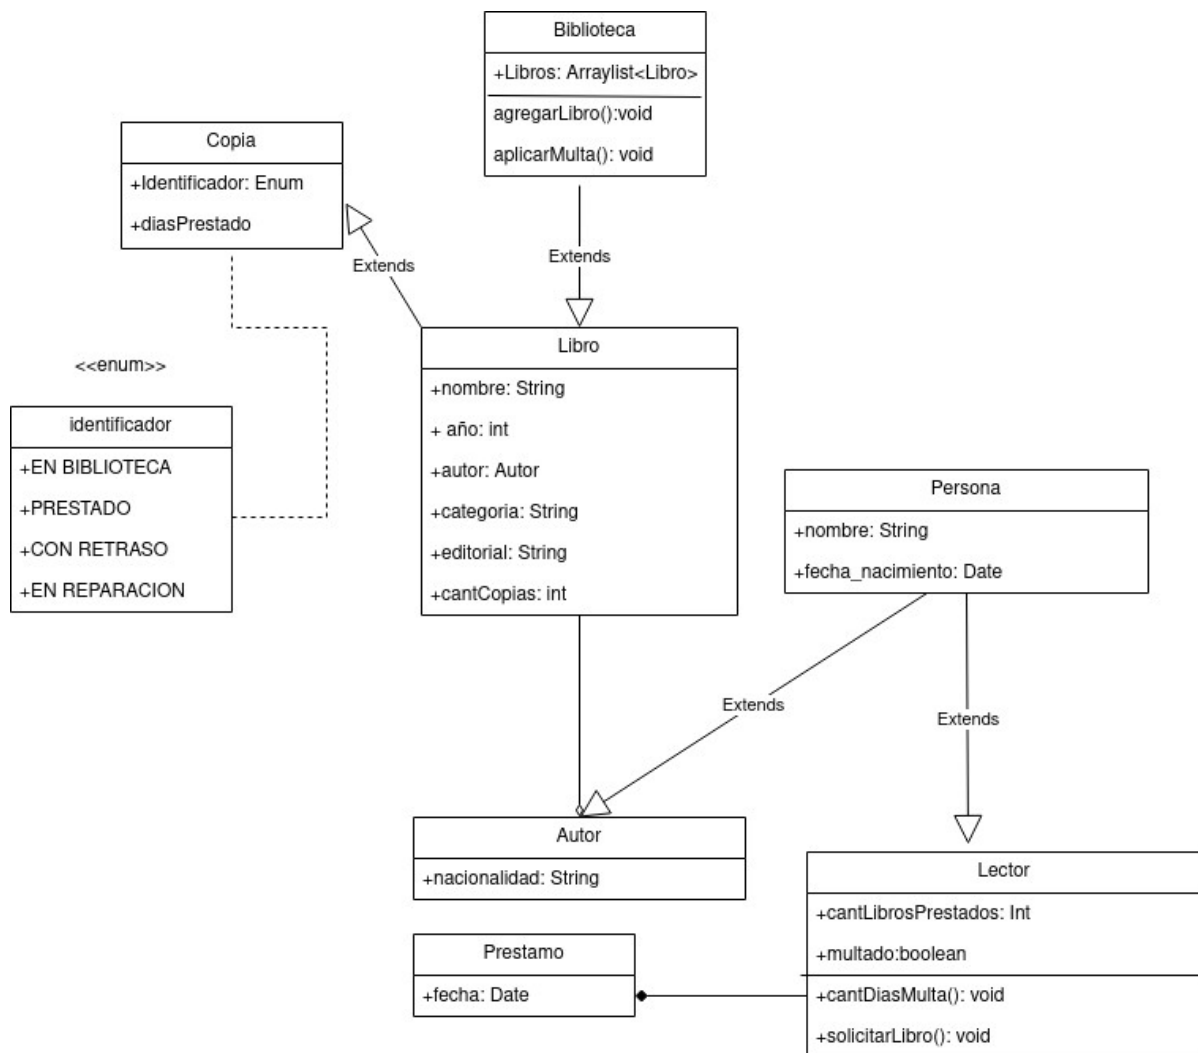 Biblioteca
+Libros: Arraylist<Libro>
agregarLibro():void
aplicarMulta(): void
Copia
+Identificador: Enum
+diasPrestado
Extends
Extends
<<enum>>
identificador
+EN BIBLIOTECA
+PRESTADO
+CON RETRASO
+EN REPARACION
Libro
+nombre: String
+ año: int
+autor: Autor
+categoria: String
+editorial: String
+cantCopias: int
Persona
+nombre: String
+fecha_nacimiento: Date
Extends
Extends
Autor
+nacionalidad: String
Prestamo
+fecha: Date
Lector
+cantLibrosPrestados: Int
+multado:boolean
+cantDiasMulta(): void
+solicitarLibro(): void